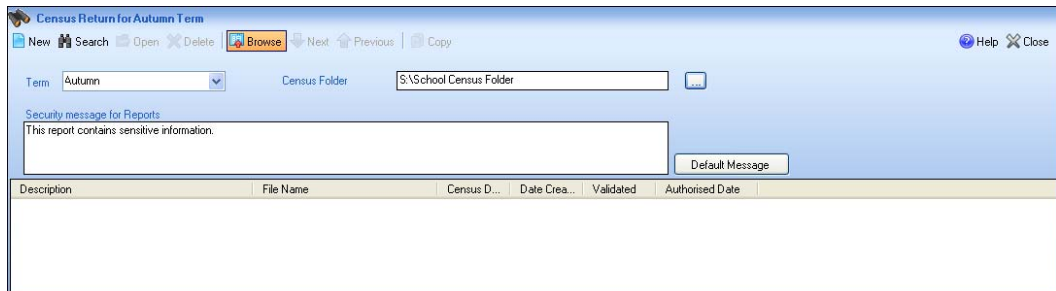 Census Return for Autumn Term
New Search Open Delete Browse Next Previous Copy Help Close
Term Autumn Census Folder S:\School Census Folder ...
Security message for Reports
This report contains sensitive information.
Default Message
Description File Name Census D... Date Crea... Validated Authorised Date